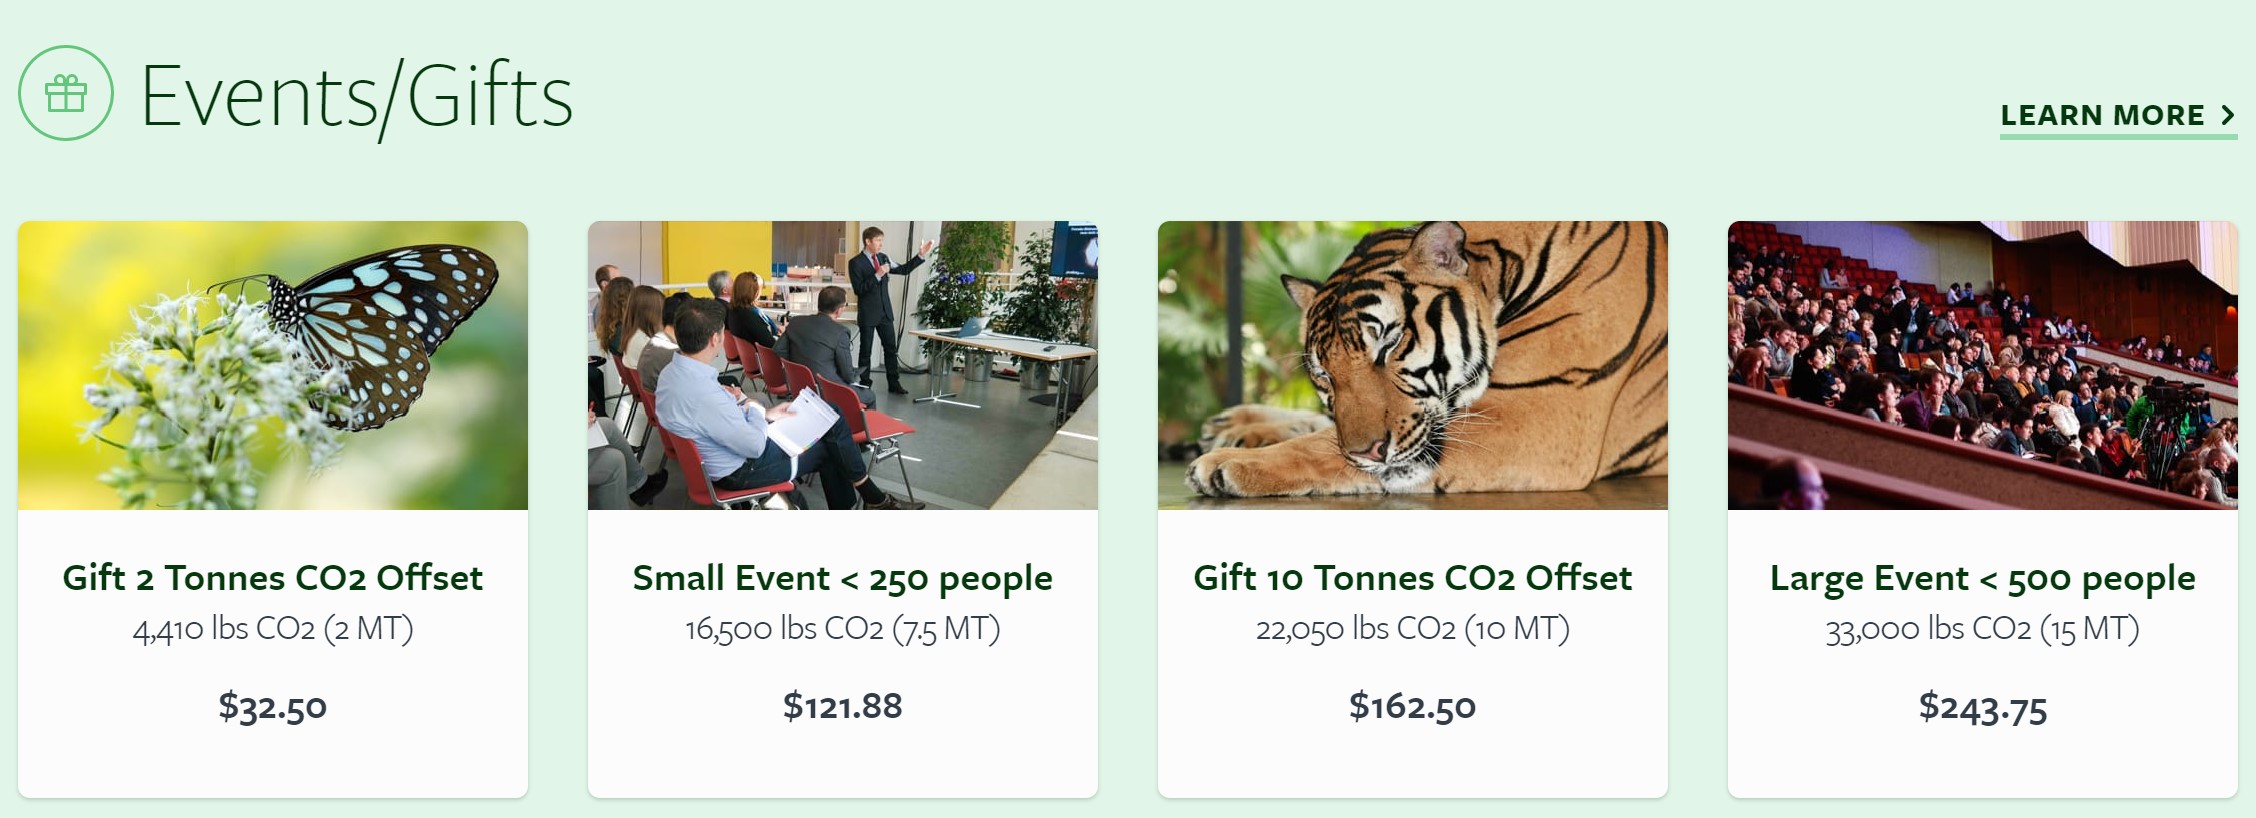 Events/Gifts
LEARN MORE >
Gift 2 Tonnes CO2 Offset
4,410 lbs CO2 (2 MT)
$32.50
Small Event < 250 people
16,500 lbs CO2 (7.5 MT)
$121.88
Gift 10 Tonnes CO2 Offset
22,050 lbs CO2 (10 MT)
$162.50
Large Event < 500 people
33,000 lbs CO2 (15 MT)
$243.75